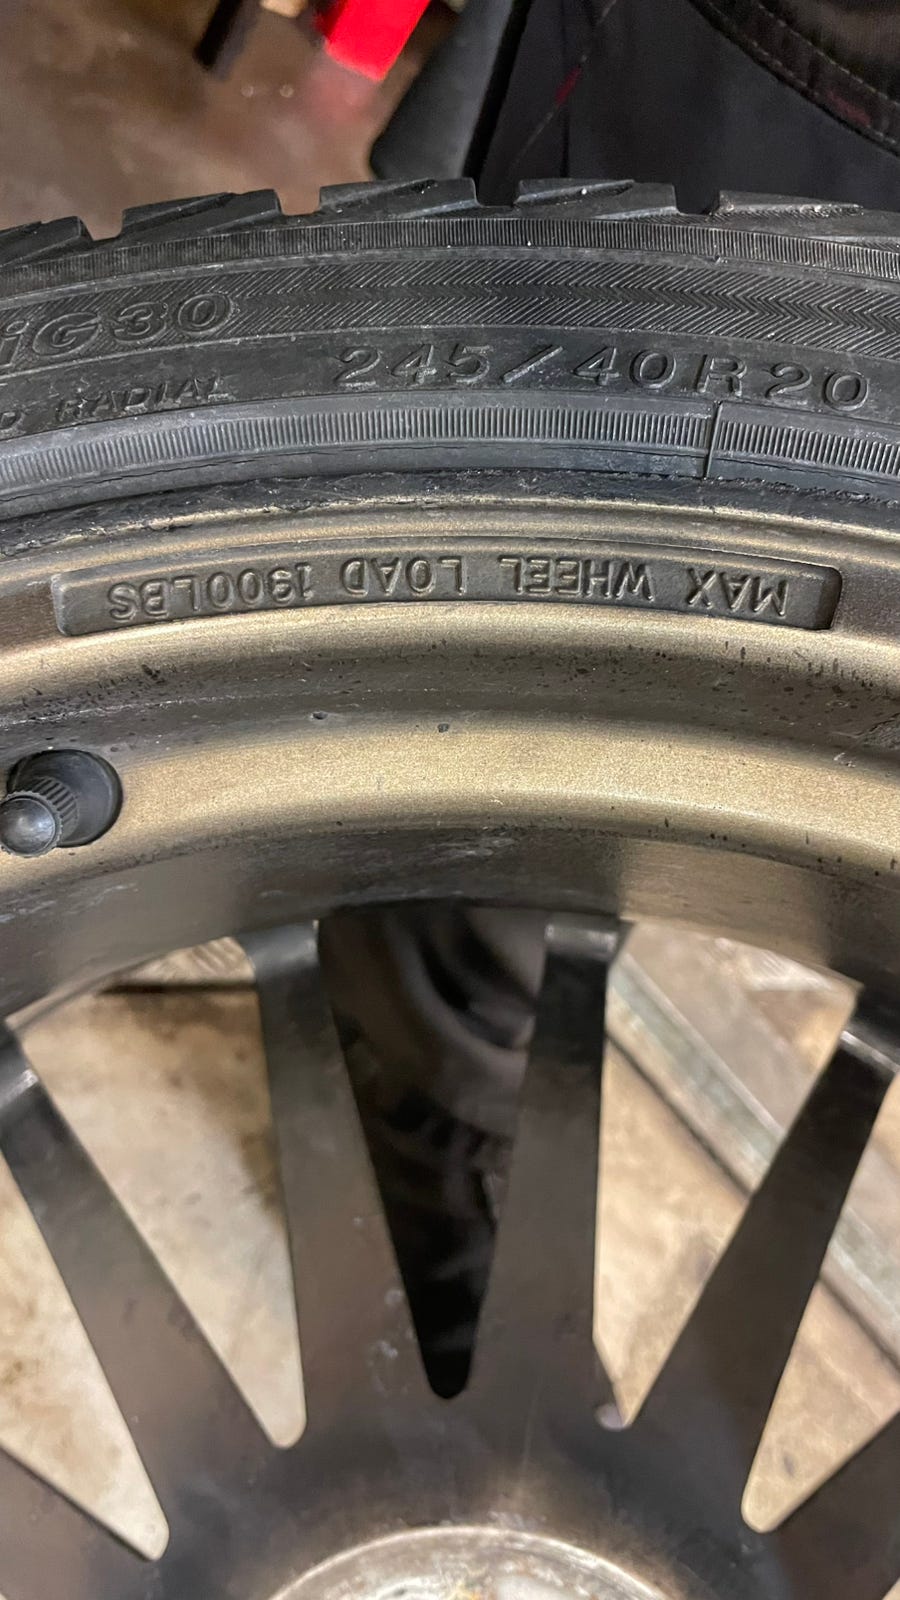 iG30
245/40R20
RADIAL
MAX WHEEL LOAD 1900LBS